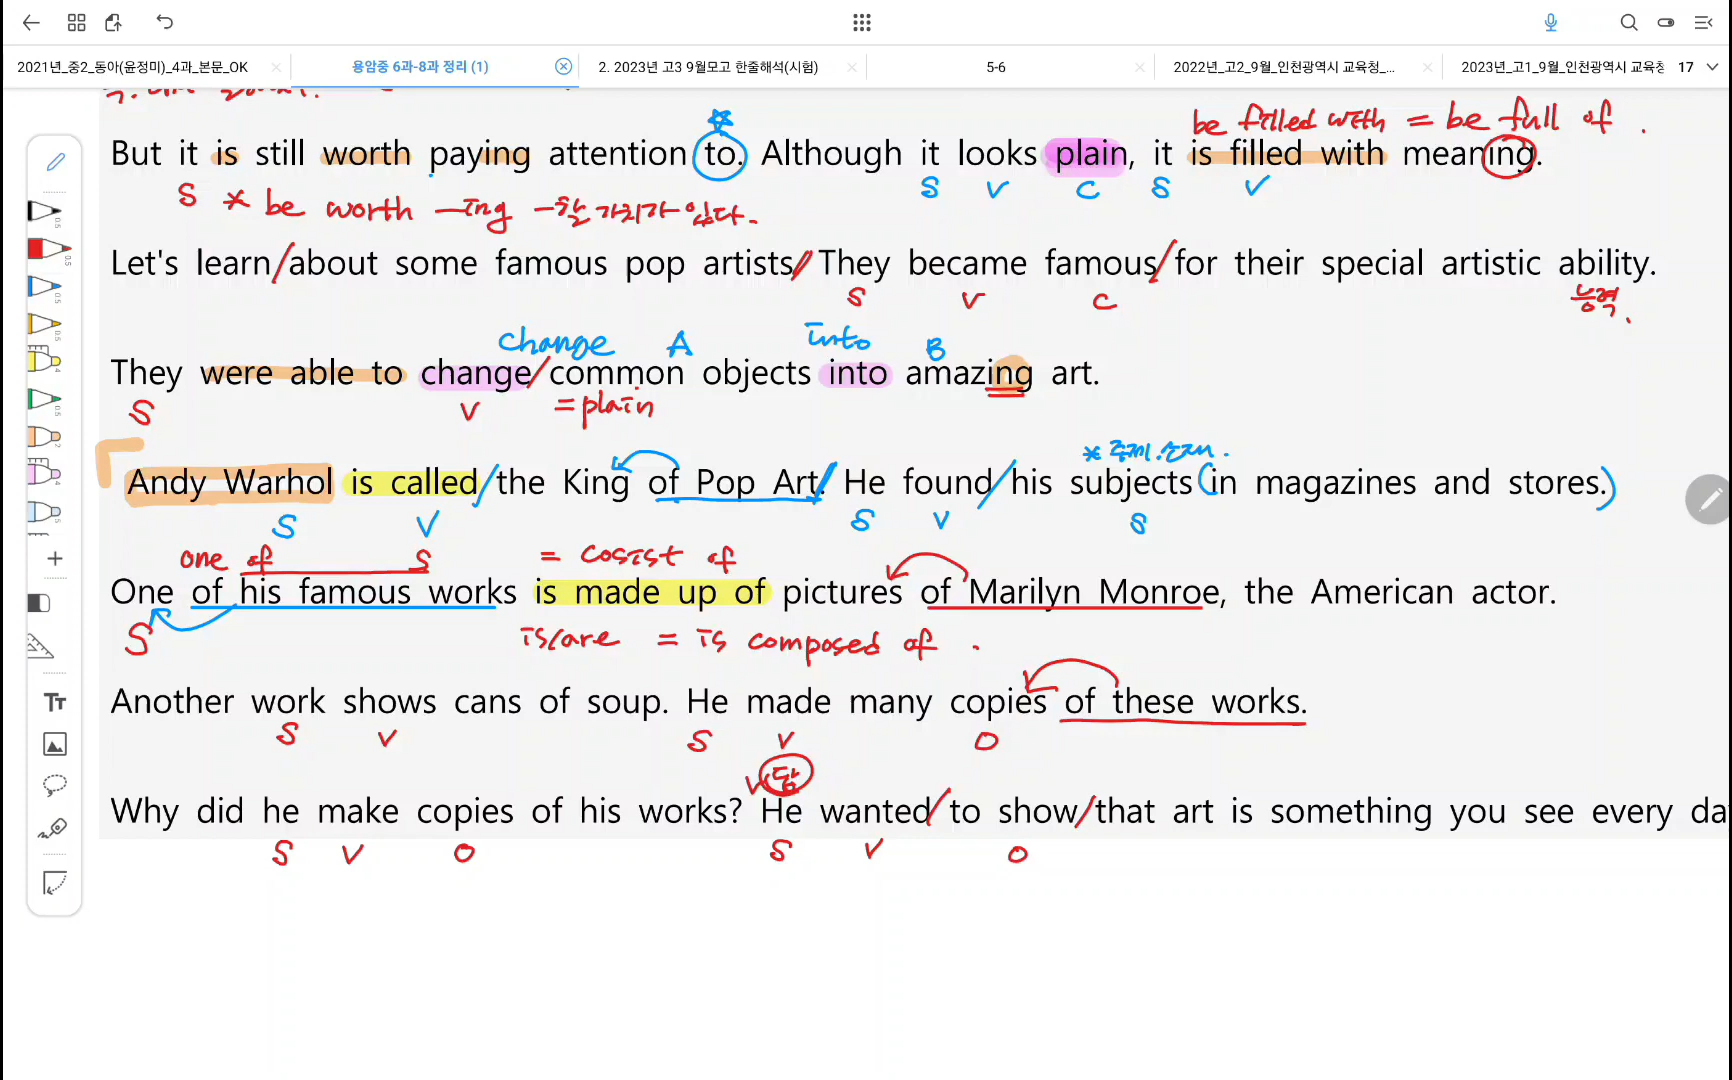 2021년_중2_동아(윤정미)_4과_본문_OK
용암중 6과-8과 정리 (1)
2. 2023년 고3 9월모고 한줄해석(시험)
5-6
2022년_고2_9월_인천광역시 교육청_...
2023년_고1_9월_인천광역시 교육청
17
be filled with = be full of .
But it is still worth paying attention to. Although it looks plain, it is filled with meaning.
S V C S V
S * be worth -ing -할 가치가 있다.
Let's learn/about some famous pop artists/ They became famous/for their special artistic ability.
S V C 능력.
change A into B
They were able to change/common objects into amazing art.
S V =plain
* 주제.소재.
Andy Warhol is called/the King of Pop Art./ He found/his subjects (in magazines and stores.)
S V S V S
one of s = cosist of
One of his famous works is made up of pictures of Marilyn Monroe, the American actor.
S is/are = is composed of .
Another work shows cans of soup. He made many copies of these works.
S V S V O
V 답
Why did he make copies of his works? He wanted/to show/that art is something you see every da
S V O S V O
Tт